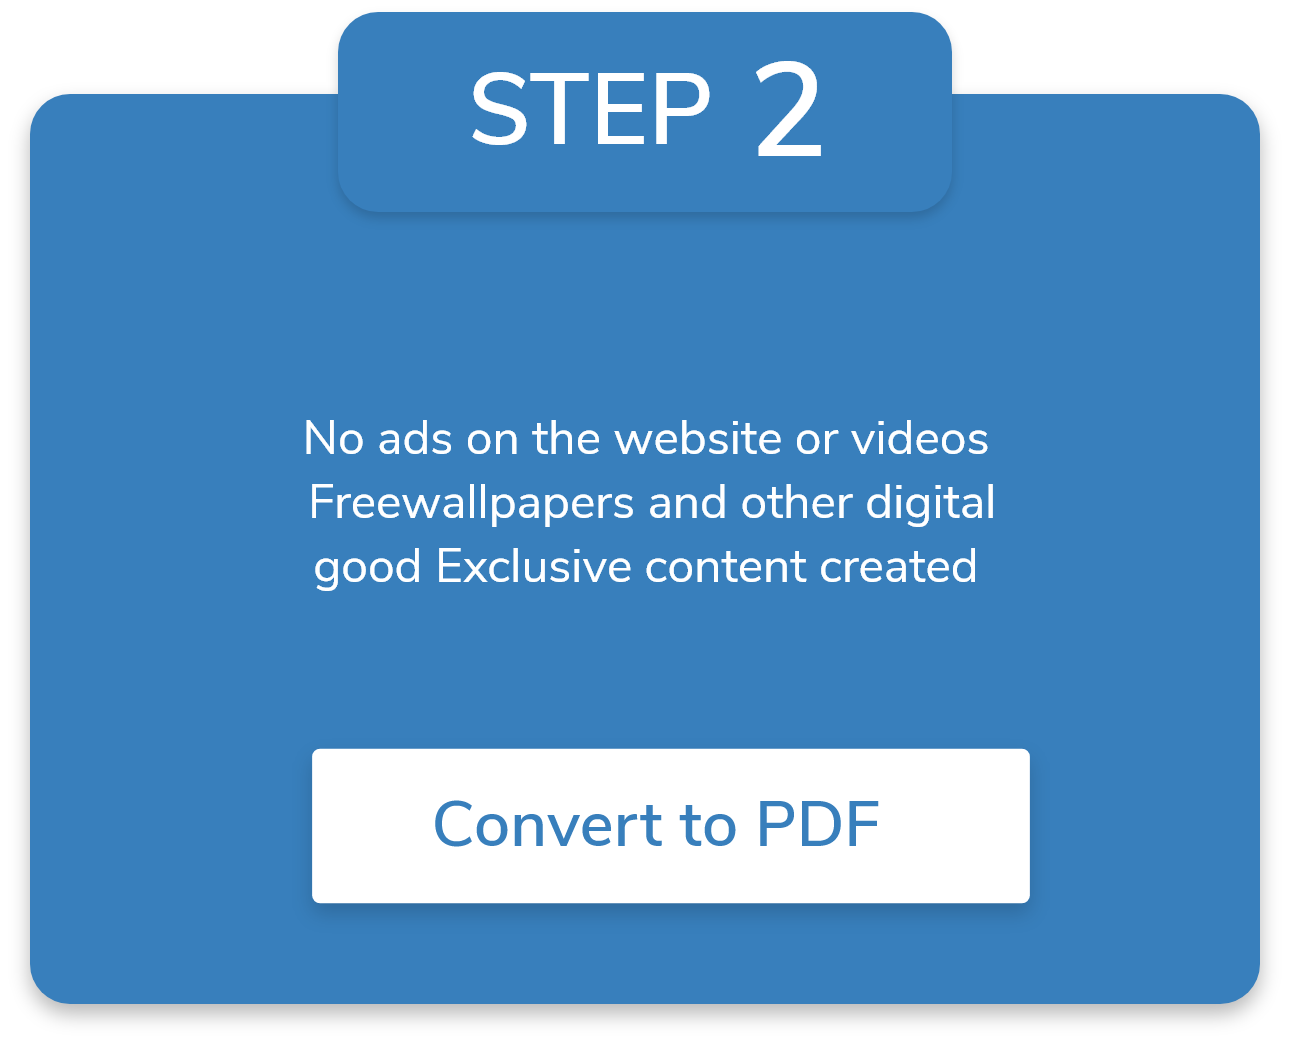 STEP 2
No ads on the website or videos
Freewallpapers and other digital
good Exclusive content created
Convert to PDF